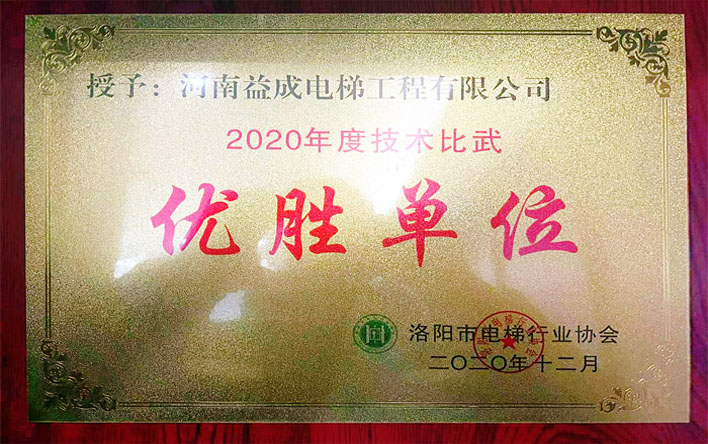 授予：河南益成电梯工程有限公司
2020年度技术比武
优胜单位
洛阳市电梯行业协会
二〇二〇年十二月